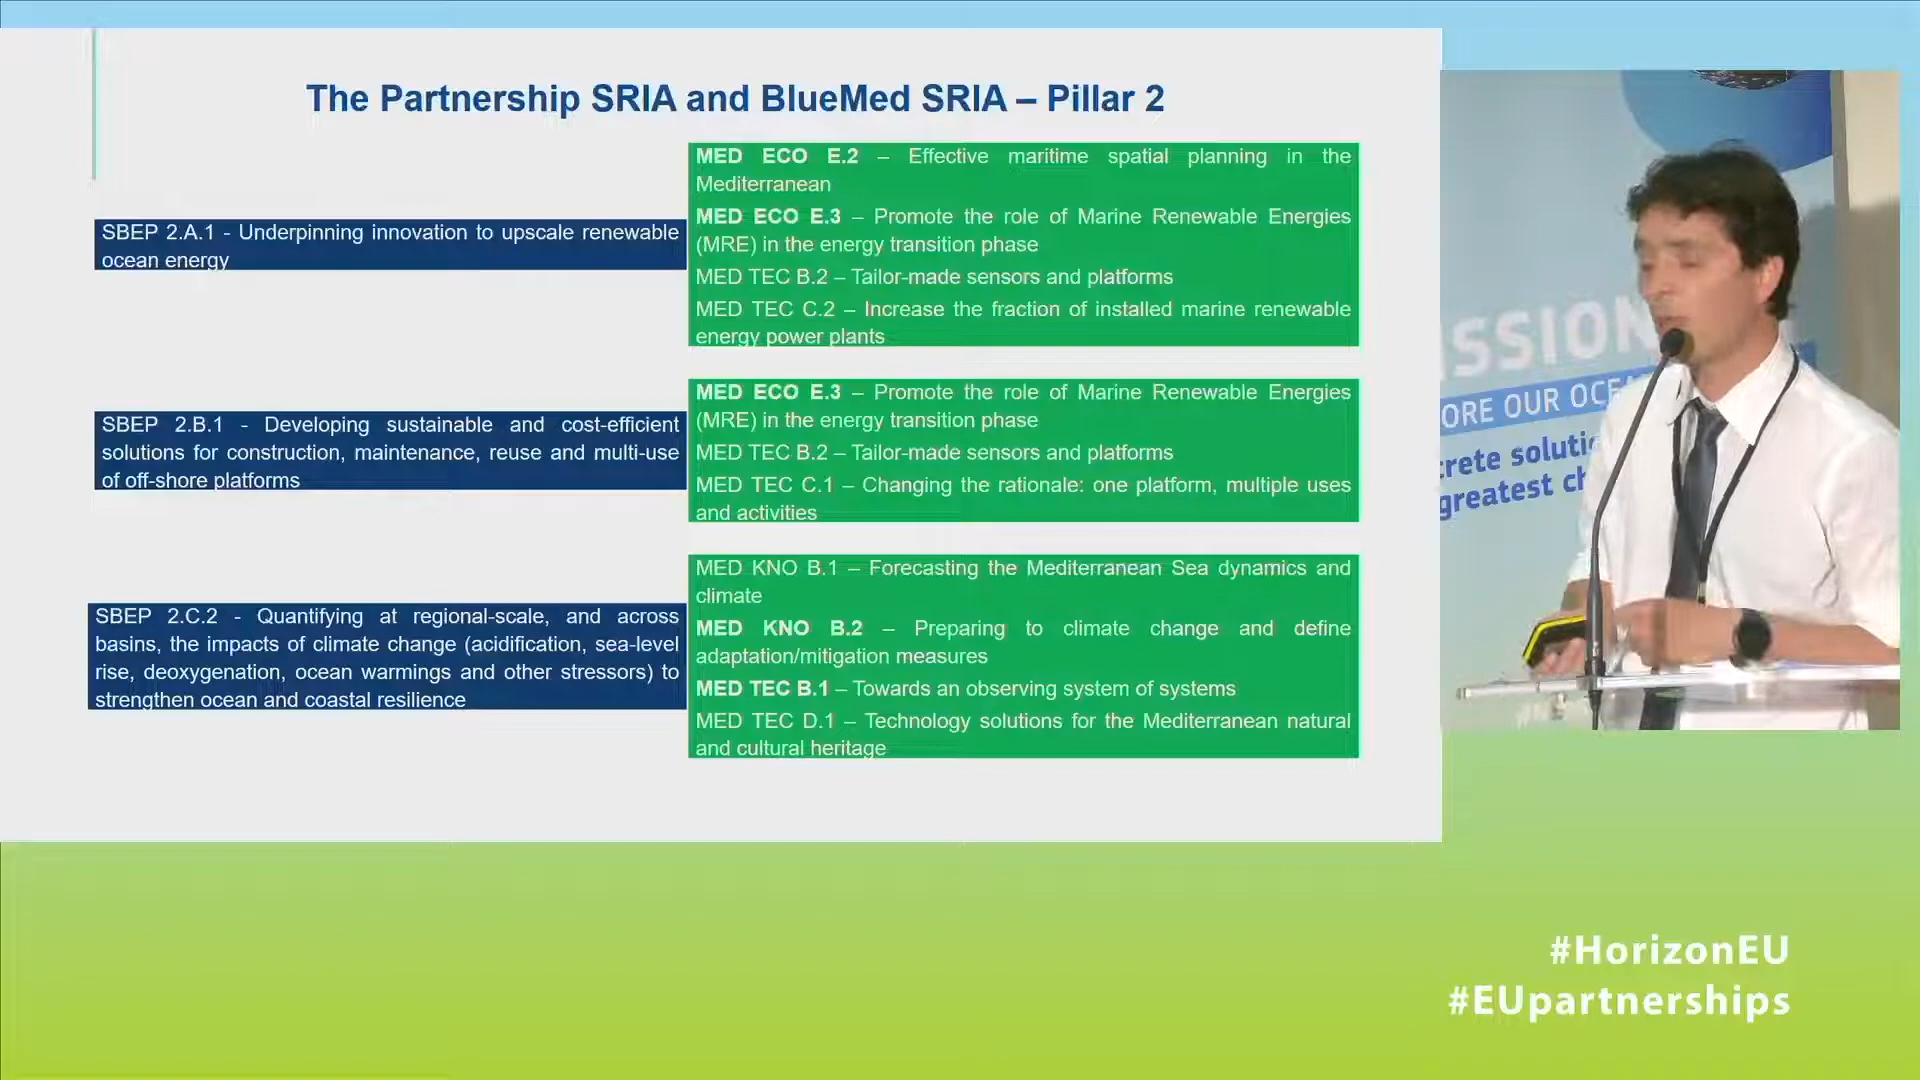 The Partnership SRIA and BlueMed SRIA – Pillar 2
SBEP 2.A.1 - Underpinning innovation to upscale renewable
ocean energy
MED ECO E.2 – Effective maritime spatial planning in the
Mediterranean
MED ECO E.3 – Promote the role of Marine Renewable Energies
(MRE) in the energy transition phase
MED TEC B.2 – Tailor-made sensors and platforms
MED TEC C.2 – Increase the fraction of installed marine renewable
energy power plants
SBEP 2.B.1 - Developing sustainable and cost-efficient
solutions for construction, maintenance, reuse and multi-use
of off-shore platforms
MED ECO E.3 – Promote the role of Marine Renewable Energies
(MRE) in the energy transition phase
MED TEC B.2 – Tailor-made sensors and platforms
MED TEC C.1 – Changing the rationale: one platform, multiple uses
and activities
SBEP 2.C.2 - Quantifying at regional-scale, and across
basins, the impacts of climate change (acidification, sea-level
rise, deoxygenation, ocean warmings and other stressors) to
strengthen ocean and coastal resilience
MED KNO B.1 – Forecasting the Mediterranean Sea dynamics and
climate
MED KNO B.2 – Preparing to climate change and define
adaptation/mitigation measures
MED TEC B.1 – Towards an observing system of systems
MED TEC D.1 – Technology solutions for the Mediterranean natural
and cultural heritage
SSION
ORE OUR OCEA
crete soluti
greatest ch
#HorizonEU
#EUpartnerships